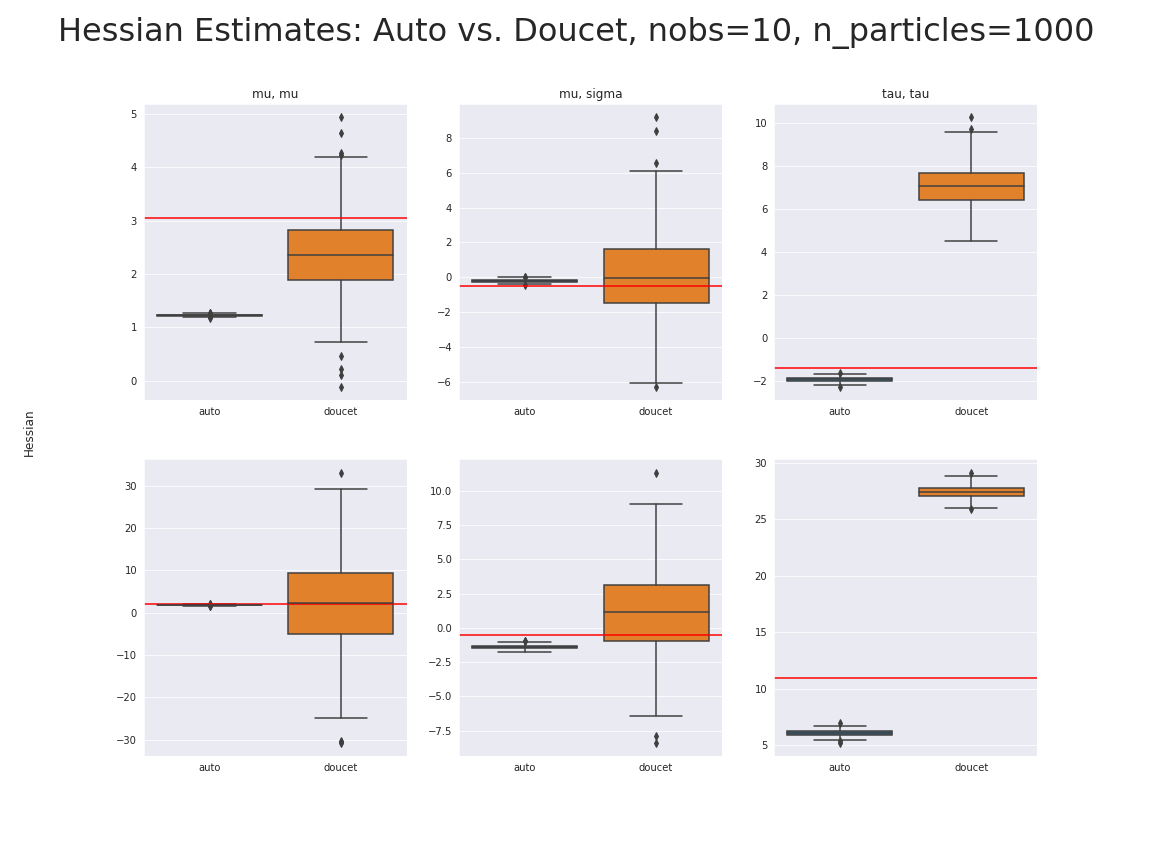 Hessian Estimates: Auto vs. Doucet, nobs=10, n_particles=1000
mu, mu
mu, sigma
tau, tau
5
4
3
2
1
0
auto
doucet
8
6
4
2
0
−2
−4
−6
auto
doucet
10
8
6
4
2
0
−2
auto
doucet
Hessian
30
20
10
0
−10
−20
−30
auto
doucet
10.0
7.5
5.0
2.5
0.0
−2.5
−5.0
−7.5
auto
doucet
30
25
20
15
10
5
auto
doucet